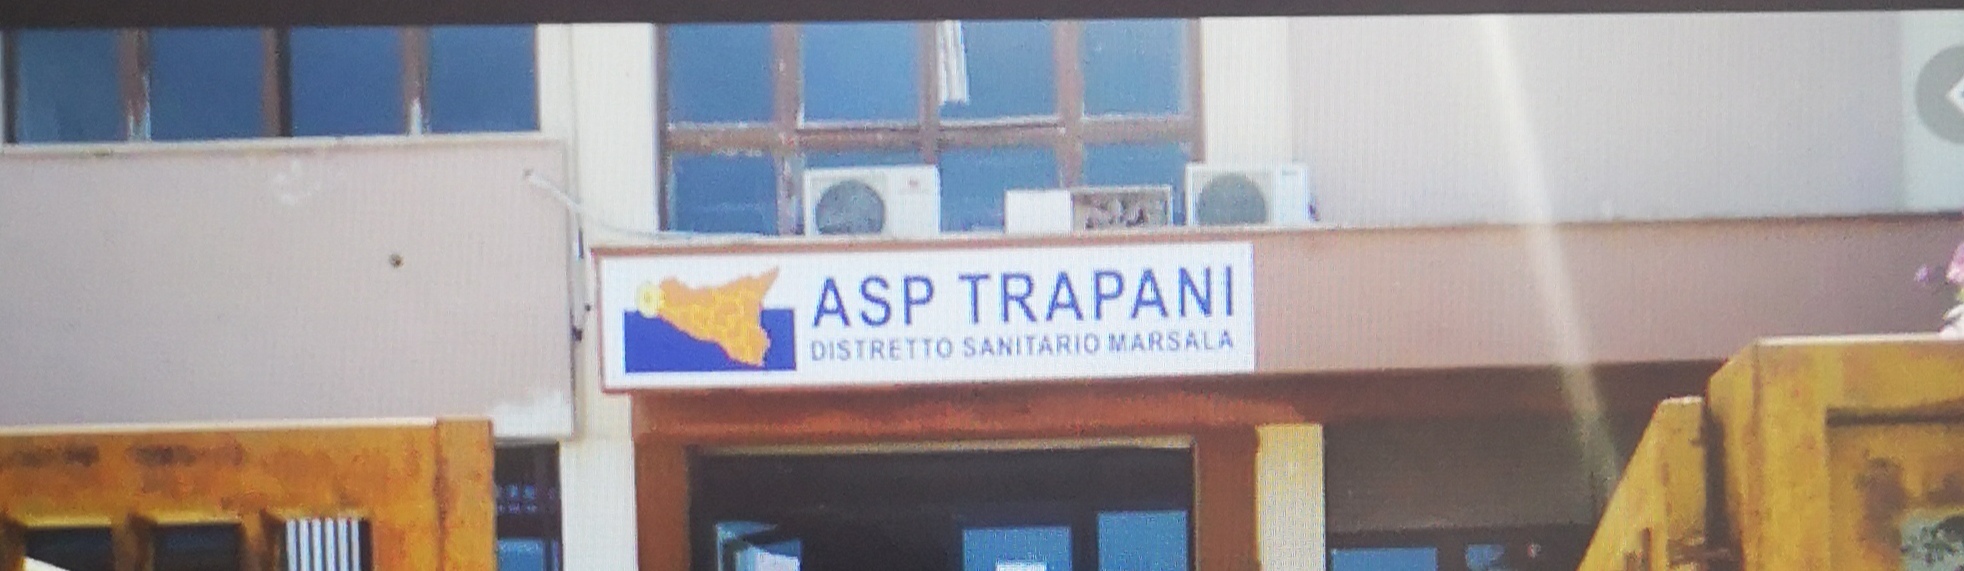 ASP TRAPANI
DISTRETTO SANITARIO MARSALA